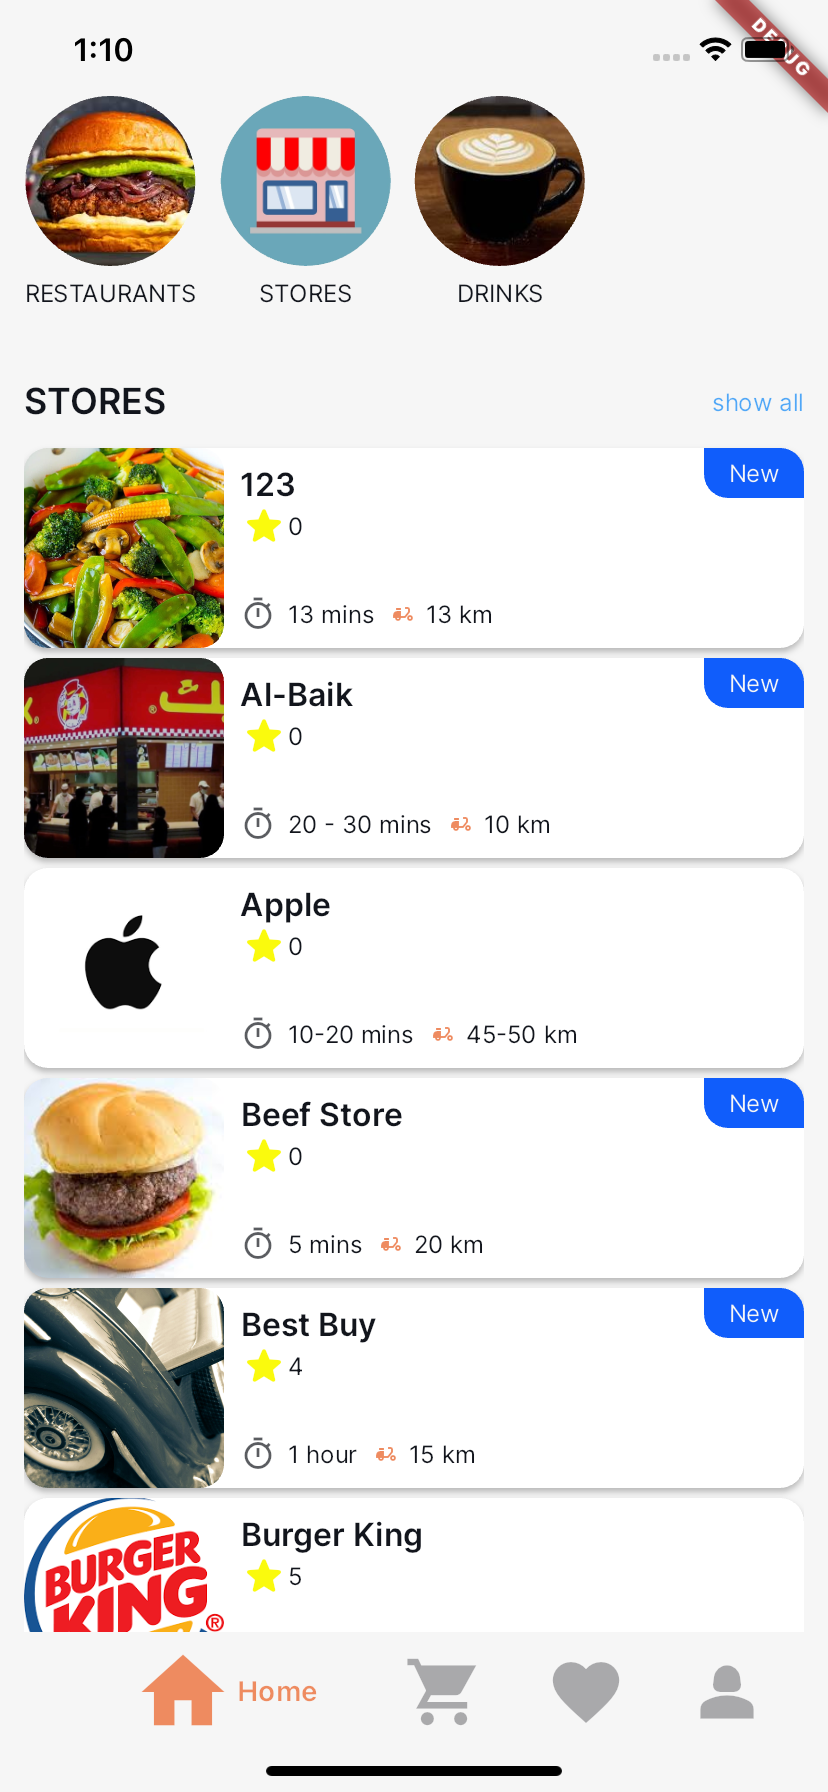 1:10
DEBUG
RESTAURANTS
STORES
DRINKS
STORES
show all
123
New
0
13 mins
13 km
Al-Baik
New
0
20 - 30 mins
10 km
Apple
0
10-20 mins
45-50 km
Beef Store
New
0
5 mins
20 km
Best Buy
New
4
1 hour
15 km
BURGER
KING®
Burger King
5
Home